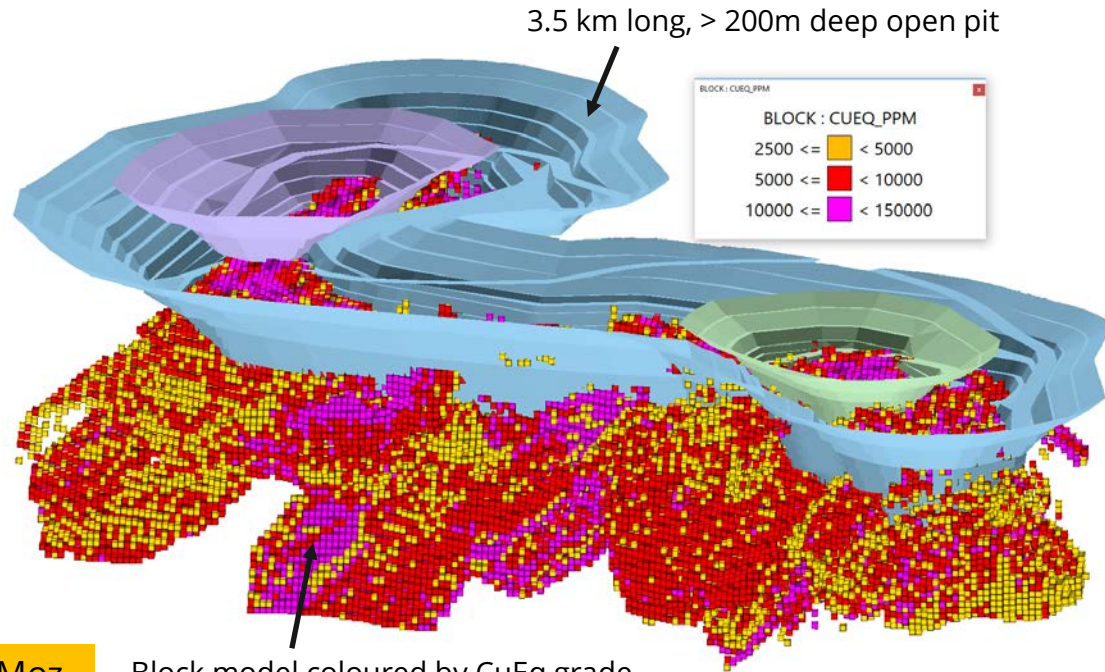 3.5 km long, > 200m deep open pit
BLOCK : CUEQ_PPM
BLOCK : CUEQ_PPM
2500 <= < 5000
5000 <= < 10000
10000 <= < 150000
Moz
Block model coloured by CuEq grade